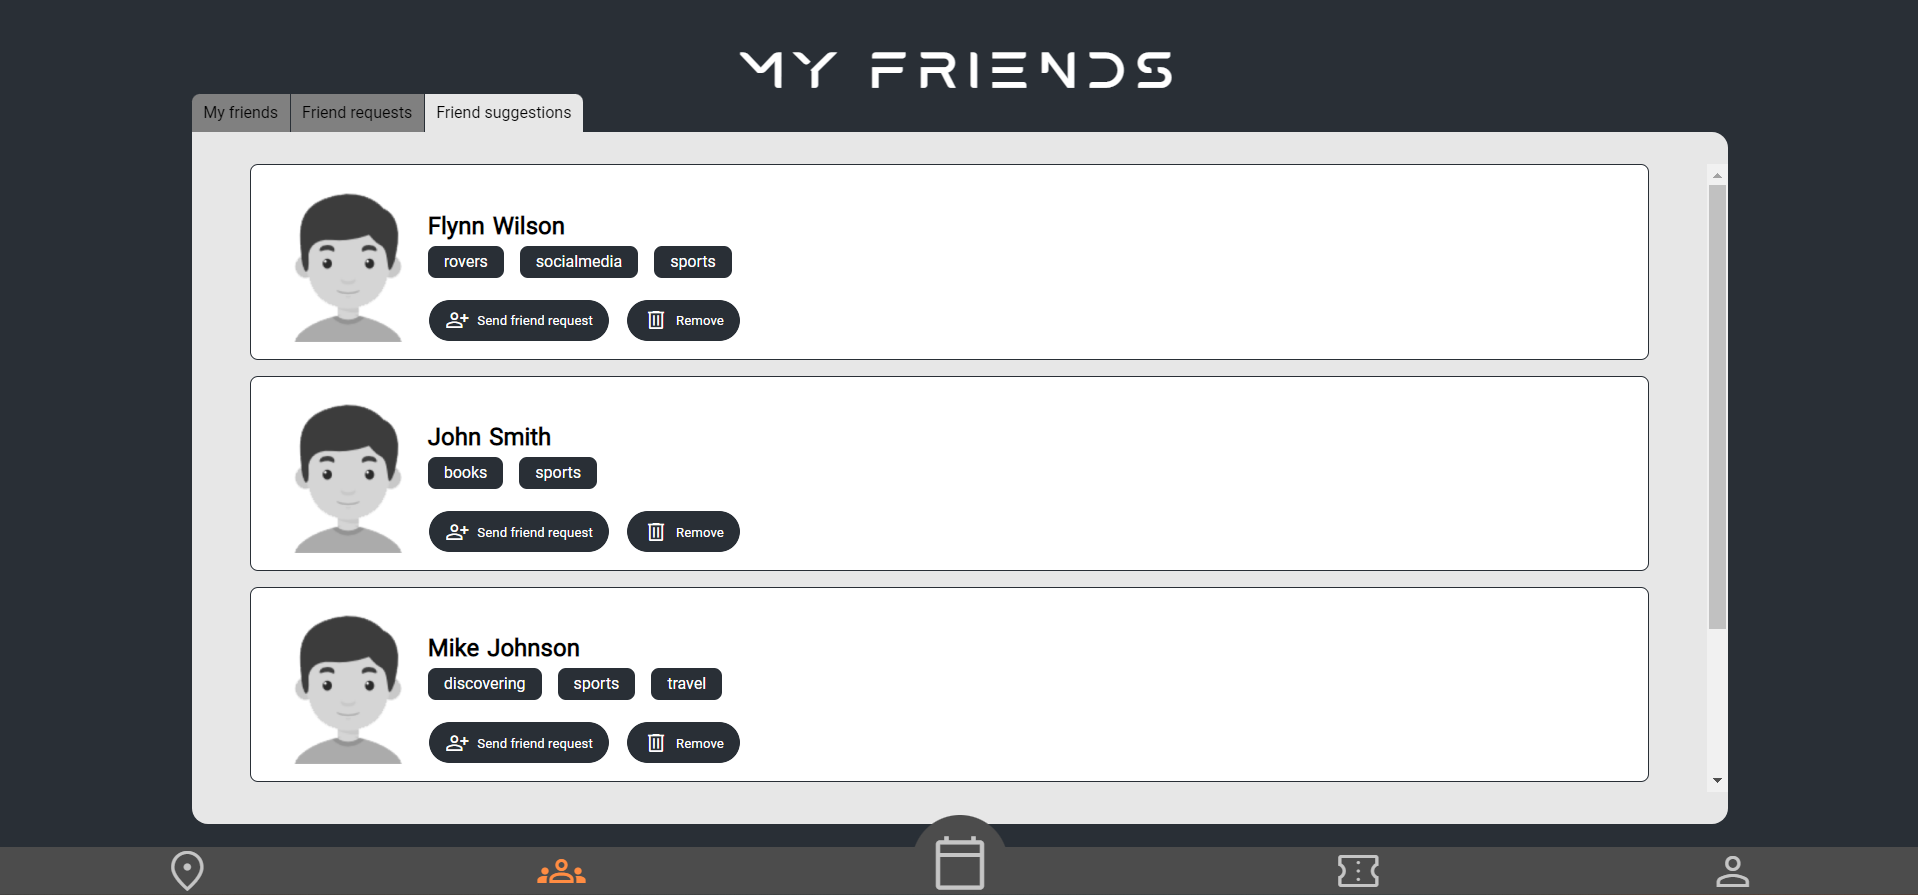 MY FRIENDS
My friends
Friend requests
Friend suggestions
Flynn Wilson
rovers
socialmedia
sports
Send friend request
Remove
John Smith
books
sports
Send friend request
Remove
Mike Johnson
discovering
sports
travel
Send friend request
Remove